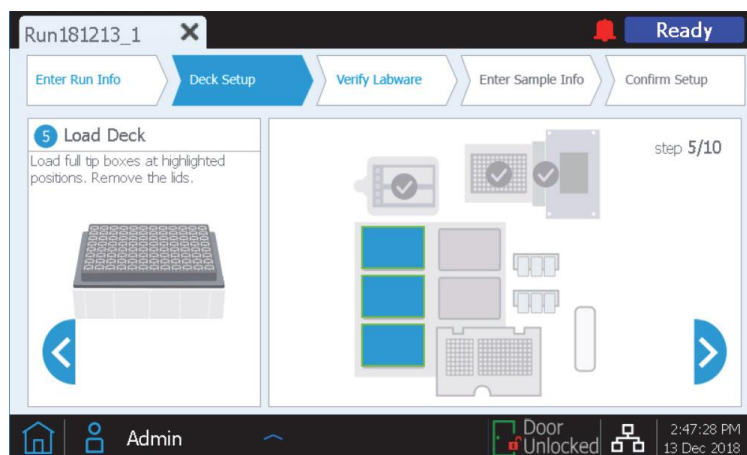 Run181213_1
Ready
Enter Run Info
Deck Setup
Verify Labware
Enter Sample Info
Confirm Setup
5 Load Deck
Load full tip boxes at highlighted
positions. Remove the lids.
step 5/10
Admin
Door
Unlocked
2:47:28 PM
13 Dec 2018